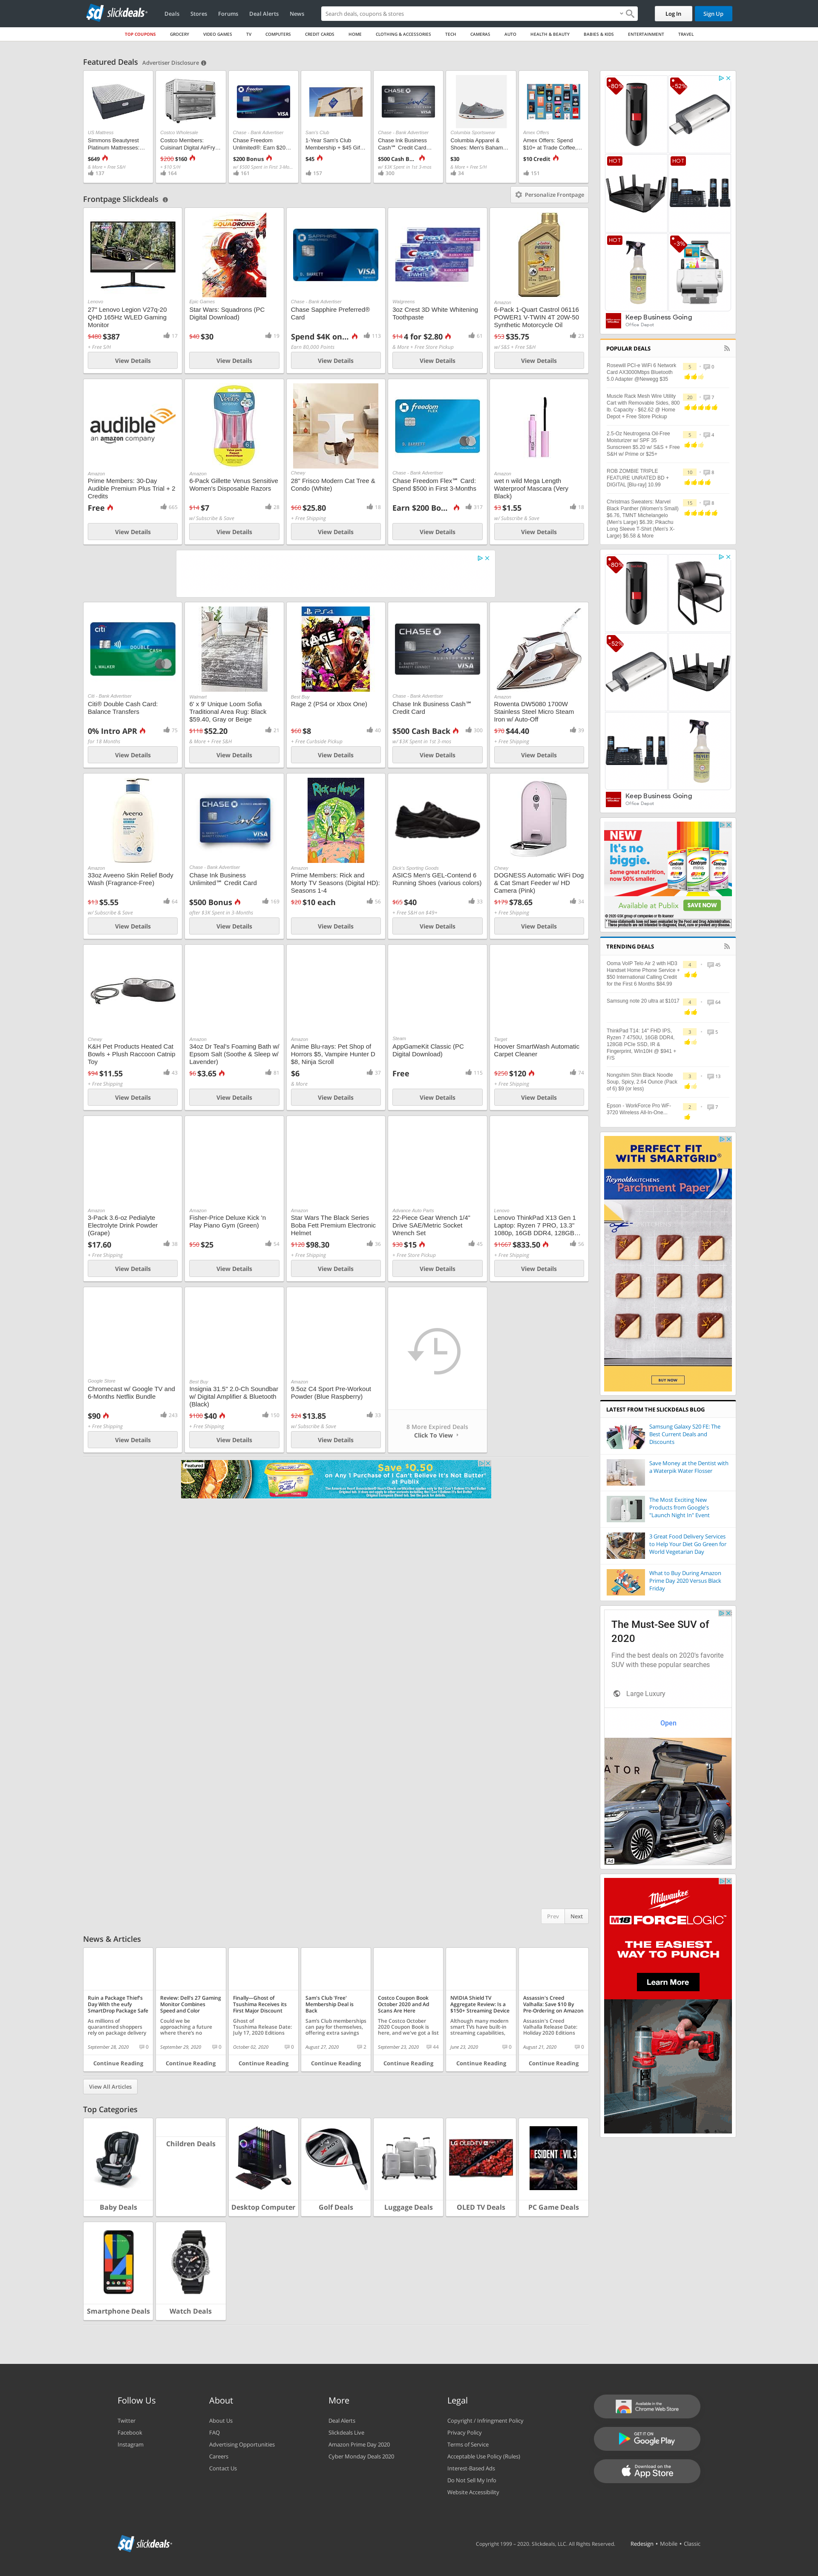 slickdeals
Deals
Stores
Forums
Deal Alerts
News
Search deals, coupons & stores
Log In
Sign Up
TOP COUPONS
GROCERY
VIDEO GAMES
TV
COMPUTERS
CREDIT CARDS
HOME
CLOTHING & ACCESSORIES
TECH
CAMERAS
AUTO
HEALTH & BEAUTY
BABIES & KIDS
ENTERTAINMENT
TRAVEL
Featured Deals
Advertiser Disclosure
US Mattress
Simmons Beautyrest
Platinum Mattresses:...
$649
& More + Free S&H
137
Costco Wholesale
Costco Members:
Cuisinart Digital AirFry...
$200 $160
+ $10 S/H
164
Chase - Bank Advertiser
Chase Freedom
Unlimited®: Earn $20...
$200 Bonus
w/ $500 Spent in First 3-Mo...
161
Sam's Club
1-Year Sam's Club
Membership + $45 Gif...
$45
157
Chase - Bank Advertiser
Chase Ink Business
Cash℠ Credit Card...
$500 Cash B...
w/ $3K Spent in 1st 3-mos
300
Columbia Sportswear
Columbia Apparel &
Shoes: Men's Baham...
$30
& More + Free S/H
34
Amex Offers
Amex Offers: Spend
$10+ at Trade Coffee,...
$10 Credit
151
Personalize Frontpage
Frontpage Slickdeals
Lenovo
27" Lenovo Legion Y27q-20
QHD 165Hz WLED Gaming
Monitor
$480 $387
17
+ Free S/H
View Details
Epic Games
Star Wars: Squadrons (PC
Digital Download)
$40 $30
19
View Details
Chase - Bank Advertiser
Chase Sapphire Preferred®
Card
Spend $4K on...
115
Earn 60,000 Points
View Details
Walgreens
3oz Crest 3D White Whitening
Toothpaste
$14 4 for $2.80
61
& More + Free Store Pickup
View Details
Amazon
6-Pack 1-Quart Castrol 06116
POWER1 V-TWIN 4T 20W-50
Synthetic Motorcycle Oil
$53 $35.75
23
w/ S&S + Free S&H
View Details
audible
an amazon company
Amazon
Prime Members: 30-Day
Audible Premium Plus Trial + 2
Credits
Free
665
View Details
Amazon
6-Pack Gillette Venus Sensitive
Women's Disposable Razors
$14 $7
28
w/ Subscribe & Save
View Details
Chewy
28" Frisco Modern Cat Tree &
Condo (White)
$60 $25.80
18
+ Free Shipping
View Details
Chase - Bank Advertiser
Chase Freedom Flex℠ Card:
Spend $500 in First 3-Months
Earn $200 Bo...
317
View Details
Amazon
wet n wild Mega Length
Waterproof Mascara (Very
Black)
$3 $1.55
18
w/ Subscribe & Save
View Details
Citi - Bank Advertiser
Citi® Double Cash Card:
Balance Transfers
0% Intro APR
75
for 18 Months
View Details
Walmart
6' x 9' Unique Loom Sofia
Traditional Area Rug: Black
$59.40, Gray or Beige
$118 $52.20
21
& More + Free S&H
View Details
Best Buy
Rage 2 (PS4 or Xbox One)
$60 $8
40
+ Free Curbside Pickup
View Details
Chase - Bank Advertiser
Chase Ink Business Cash℠
Credit Card
$500 Cash Back
300
w/ $3K Spent in 1st 3-mos
View Details
Amazon
Rowenta DW5080 1700W
Stainless Steel Micro Steam
Iron w/ Auto-Off
$70 $44.40
39
+ Free Shipping
View Details
Amazon
33oz Aveeno Skin Relief Body
Wash (Fragrance-Free)
$13 $5.55
64
w/ Subscribe & Save
View Details
Chase - Bank Advertiser
Chase Ink Business
Unlimited℠ Credit Card
$500 Bonus
169
after $3K Spent in 3-Months
View Details
Amazon
Prime Members: Rick and
Morty TV Seasons (Digital HD):
Seasons 1-4
$20 $10 each
56
View Details
Dick's Sporting Goods
ASICS Men's GEL-Contend 6
Running Shoes (various colors)
$65 $40
33
+ Free S&H on $49+
View Details
Chewy
DOGNESS Automatic WiFi Dog
& Cat Smart Feeder w/ HD
Camera (Pink)
$179 $78.65
34
+ Free Shipping
View Details
Chewy
K&H Pet Products Heated Cat
Bowls + Plush Raccoon Catnip
Toy
$94 $11.55
43
+ Free Shipping
View Details
Amazon
34oz Dr Teal's Foaming Bath w/
Epsom Salt (Soothe & Sleep w/
Lavender)
$6 $3.65
81
View Details
Amazon
Anime Blu-rays: Pet Shop of
Horrors $5, Vampire Hunter D
$8, Ninja Scroll
$6
37
& More
View Details
Steam
AppGameKit Classic (PC
Digital Download)
Free
115
View Details
Target
Hoover SmartWash Automatic
Carpet Cleaner
$250 $120
74
+ Free Shipping
View Details
Amazon
3-Pack 3.6-oz Pedialyte
Electrolyte Drink Powder
(Grape)
$17.60
38
+ Free Shipping
View Details
Amazon
Fisher-Price Deluxe Kick 'n
Play Piano Gym (Green)
$50 $25
54
View Details
Amazon
Star Wars The Black Series
Boba Fett Premium Electronic
Helmet
$120 $98.30
36
+ Free Shipping
View Details
Advance Auto Parts
22-Piece Gear Wrench 1/4"
Drive SAE/Metric Socket
Wrench Set
$30 $15
45
+ Free Store Pickup
View Details
Lenovo
Lenovo ThinkPad X13 Gen 1
Laptop: Ryzen 7 PRO, 13.3"
1080p, 16GB DDR4, 128GB...
$1667 $833.50
56
+ Free Shipping
View Details
Google Store
Chromecast w/ Google TV and
6-Months Netflix Bundle
$90
243
+ Free Shipping
View Details
Best Buy
Insignia 31.5" 2.0-Ch Soundbar
w/ Digital Amplifier & Bluetooth
(Black)
$100 $40
150
+ Free Shipping
View Details
Amazon
9.5oz C4 Sport Pre-Workout
Powder (Blue Raspberry)
$24 $13.85
33
w/ Subscribe & Save
View Details
8 More Expired Deals
Click To View
Featured
Save $0.50
on Any 1 Purchase of I Can't Believe It's Not Butter
at Publix
Prev
Next
News & Articles
Ruin a Package Thief's
Day With the eufy
SmartDrop Package Safe
As millions of
quarantined shoppers
rely on package delivery
September 28, 2020
0
Continue Reading
Review: Dell's 27 Gaming
Monitor Combines
Speed and Color
Could we be
approaching a future
where there's no
September 29, 2020
0
Continue Reading
Finally—Ghost of
Tsushima Receives its
First Major Discount
Ghost of
Tsushima Release Date:
July 17, 2020 Editions
October 02, 2020
0
Continue Reading
Sam's Club 'Free'
Membership Deal Is
Back
Sam's Club memberships
can pay for themselves,
offering extra savings
August 27, 2020
2
Continue Reading
Costco Coupon Book
October 2020 and Ad
Scans Are Here
The Costco October
2020 Coupon Book is
here, and we've got a list
September 23, 2020
44
Continue Reading
NVIDIA Shield TV
Aggregate Review: Is a
$150+ Streaming Device
Although many modern
smart TVs have built-in
streaming capabilities,
June 23, 2020
0
Continue Reading
Assassin's Creed
Valhalla: Save $10 By
Pre-Ordering on Amazon
Assassin's Creed
Valhalla Release Date:
Holiday 2020 Editions
August 21, 2020
0
Continue Reading
View All Articles
Top Categories
Baby Deals
Children Deals
Desktop Computer
Golf Deals
Luggage Deals
OLED TV Deals
PC Game Deals
Smartphone Deals
Watch Deals
-80%
-52%
HOT
HOT
HOT
-3%
Keep Business Going
Office Depot
POPULAR DEALS
Rosewill PCI-e WiFi 6 Network
Card AX3000Mbps Bluetooth
5.0 Adapter @Newegg $35
5
0
Muscle Rack Mesh Wire Utility
Cart with Removable Sides, 800
lb. Capacity - $62.62 @ Home
Depot + Free Store Pickup
20
7
2.5-Oz Neutrogena Oil-Free
Moisturizer w/ SPF 35
Sunscreen $5.20 w/ S&S + Free
S&H w/ Prime or $25+
5
4
ROB ZOMBIE TRIPLE
FEATURE UNRATED BD +
DIGITAL [Blu-ray] 10.99
10
8
Christmas Sweaters: Marvel
Black Panther (Women's Small)
$6.76, TMNT Michelangelo
(Men's Large) $6.39, Pikachu
Long Sleeve T-Shirt (Men's X-
Large) $6.58 & More
15
8
-80%
-52%
Keep Business Going
Office Depot
NEW
It's no
biggie.
Same great nutrition,
now 50% smaller.
Available at Publix
SAVE NOW
TRENDING DEALS
Ooma VoIP Telo Air 2 with HD3
Handset Home Phone Service +
$50 International Calling Credit
for the First 6 Months $84.99
4
45
Samsung note 20 ultra at $1017
4
64
ThinkPad T14: 14" FHD IPS,
Ryzen 7 4750U, 16GB DDR4,
128GB PCIe SSD, IR &
Fingerprint, Win10H @ $941 +
F/S
3
5
Nongshim Shin Black Noodle
Soup, Spicy, 2.64 Ounce (Pack
of 6) $9 (or less)
3
13
Epson - WorkForce Pro WF-
3720 Wireless All-In-One...
2
7
PERFECT FIT
WITH SMARTGRID®
Reynolds KITCHENS
Parchment Paper
BUY NOW
LATEST FROM THE SLICKDEALS BLOG
Samsung Galaxy S20 FE: The
Best Current Deals and
Discounts
Save Money at the Dentist with
a Waterpik Water Flosser
The Most Exciting New
Products from Google's
"Launch Night In" Event
3 Great Food Delivery Services
to Help Your Diet Go Green for
World Vegetarian Day
What to Buy During Amazon
Prime Day 2020 Versus Black
Friday
The Must-See SUV of
2020
Find the best deals on 2020's favorite
SUV with these popular searches
Large Luxury
Open
Ad
Milwaukee
M18 FORCELOGIC
THE EASIEST
WAY TO PUNCH
Learn More
Follow Us
Twitter
Facebook
Instagram
About
About Us
FAQ
Advertising Opportunities
Careers
Contact Us
More
Deal Alerts
Slickdeals Live
Amazon Prime Day 2020
Cyber Monday Deals 2020
Legal
Copyright / Infringment Policy
Privacy Policy
Terms of Service
Acceptable Use Policy (Rules)
Interest-Based Ads
Do Not Sell My Info
Website Accessibility
Available in the
Chrome Web Store
GET IT ON
Google Play
Download on the
App Store
slickdeals
Copyright 1999 – 2020. Slickdeals, LLC. All Rights Reserved.
Redesign • Mobile • Classic